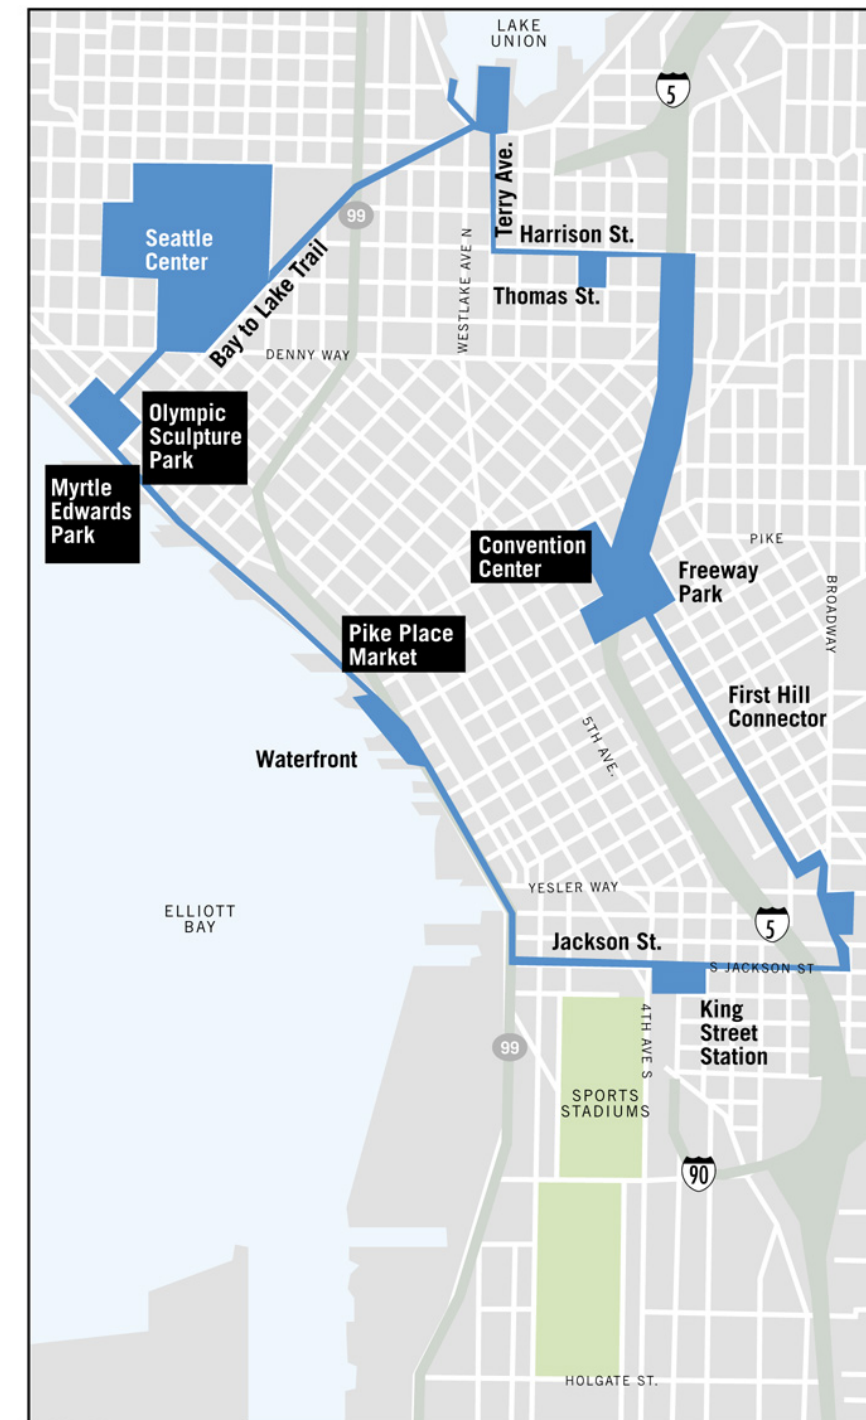 LAKE
UNION
5
Terry Ave.
99
Harrison St.
Seattle
Center
WESTLAKE AVE N
Bay to Lake Trail
Thomas St.
DENNY WAY
Olympic
Sculpture
Park
Myrtle
Edwards
Park
Convention
Center
PIKE
Freeway
Park
BROADWAY
Pike Place
Market
First Hill
Connector
5TH AVE.
Waterfront
YESLER WAY
ELLIOTT
BAY
5
Jackson St.
S JACKSON ST
King
Street
Station
4TH AVE S
99
SPORTS
STADIUMS
90
HOLGATE ST.